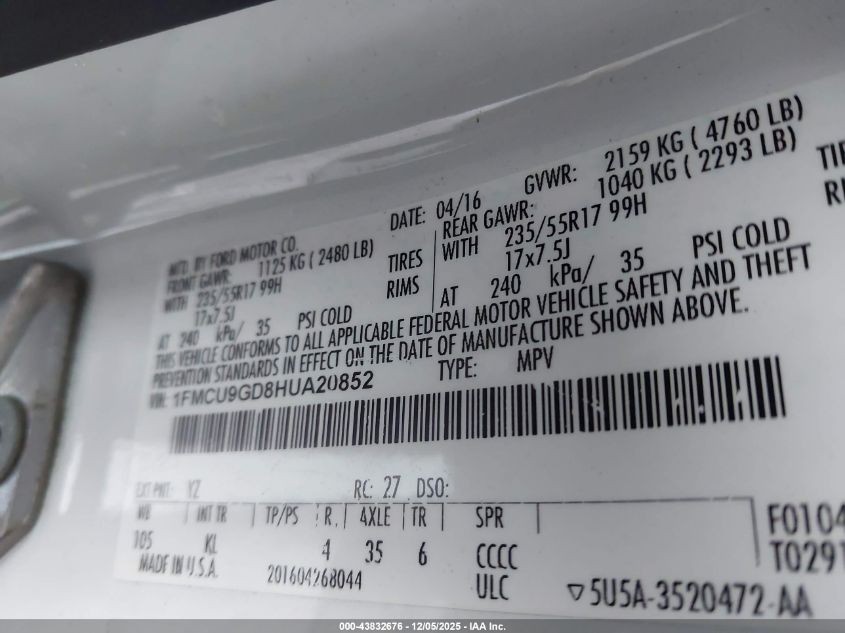 MFD. BY FORD MOTOR CO.
DATE: 04/16
GVWR: 2159 KG ( 4760 LB)
FRONT GAWR: 1125 KG ( 2480 LB)
REAR GAWR: 1040 KG ( 2293 LB)
WITH 235/55R17 99H TIRES
WITH 235/55R17 99H TIRE
17x7.5J RIMS
17x7.5J
AT 240 kPa/ 35 PSI COLD
AT 240 kPa/ 35 PSI COLD
THIS VEHICLE CONFORMS TO ALL APPLICABLE FEDERAL MOTOR VEHICLE SAFETY AND THEFT
PREVENTION STANDARDS IN EFFECT ON THE DATE OF MANUFACTURE SHOWN ABOVE.
VIN: 1FMCU9GD8HUA20852
TYPE: MPV
EXT PNT: YZ RC: 27 DSO:
WB INT TR TP/PS R. AXLE TR SPR
105 KL 4 35 6 CCCC
MADE IN U.S.A. 201604268044 ULC
F0104
T0291
▽5U5A-3520472-AA
000-43832676 - 12/05/2025 - IAA Inc.